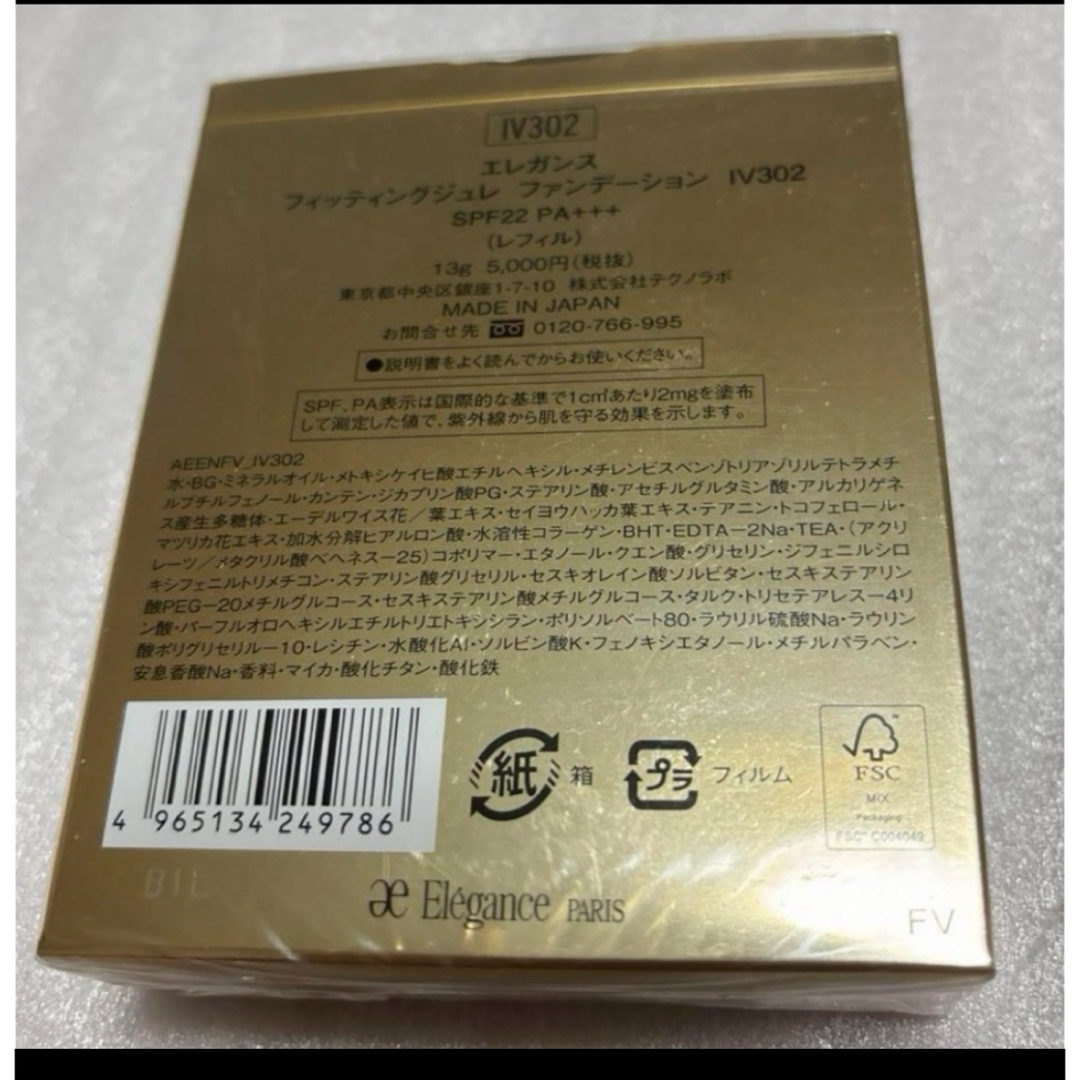 IV302
エレガンス
フィッティングジュレ ファンデーション IV302
SPF22 PA+++
(レフィル)
13g 5,000円(税抜)
東京都中央区銀座1-7-10 株式会社テクノラボ
MADE IN JAPAN
お問合せ先 0120-766-995
●説明書をよく読んでからお使いください。
SPF、PA表示は国際的な基準で1c㎡あたり2mgを塗布
して測定した値で、紫外線から肌を守る効果を示します。
AEENFV_IV302
水・BG・ミネラルオイル・メトキシケイヒ酸エチルヘキシル・メチレンビスベンゾトリアゾリルテトラメチ
ルブチルフェノール・カンテン・ジカプリン酸PG・ステアリン酸・アセチルグルタミン酸・アルカリゲネ
ス産生多糖体・エーデルワイス花/葉エキス・セイヨウハッカ葉エキス・テアニン・トコフェロール・
マツリカ花エキス・加水分解ヒアルロン酸・水溶性コラーゲン・BHT・EDTA-2Na・TEA・(アクリ
レーツ/メタクリル酸ベヘネス-25)コポリマー・エタノール・クエン酸・グリセリン・ジフェニルシロ
キシフェニルトリメチコン・ステアリン酸グリセリル・セスキオレイン酸ソルビタン・セスキステアリン
酸PEG-20メチルグルコース・セスキステアリン酸メチルグルコース・タルク・トリセテアレス-4リ
ン酸・パーフルオロヘキシルエチルトリエトキシシラン・ポリソルベート80・ラウリル硫酸Na・ラウリン
酸ポリグリセリル-10・レシチン・水酸化Al・ソルビン酸K・フェノキシエタノール・メチルパラベン・
安息香酸Na・香料・マイカ・酸化チタン・酸化鉄
紙 箱 プラ フィルム
FSC
MIX
Packaging
FSC™ C004049
4 965134 249786
B1L
æ Elégance PARIS
FV